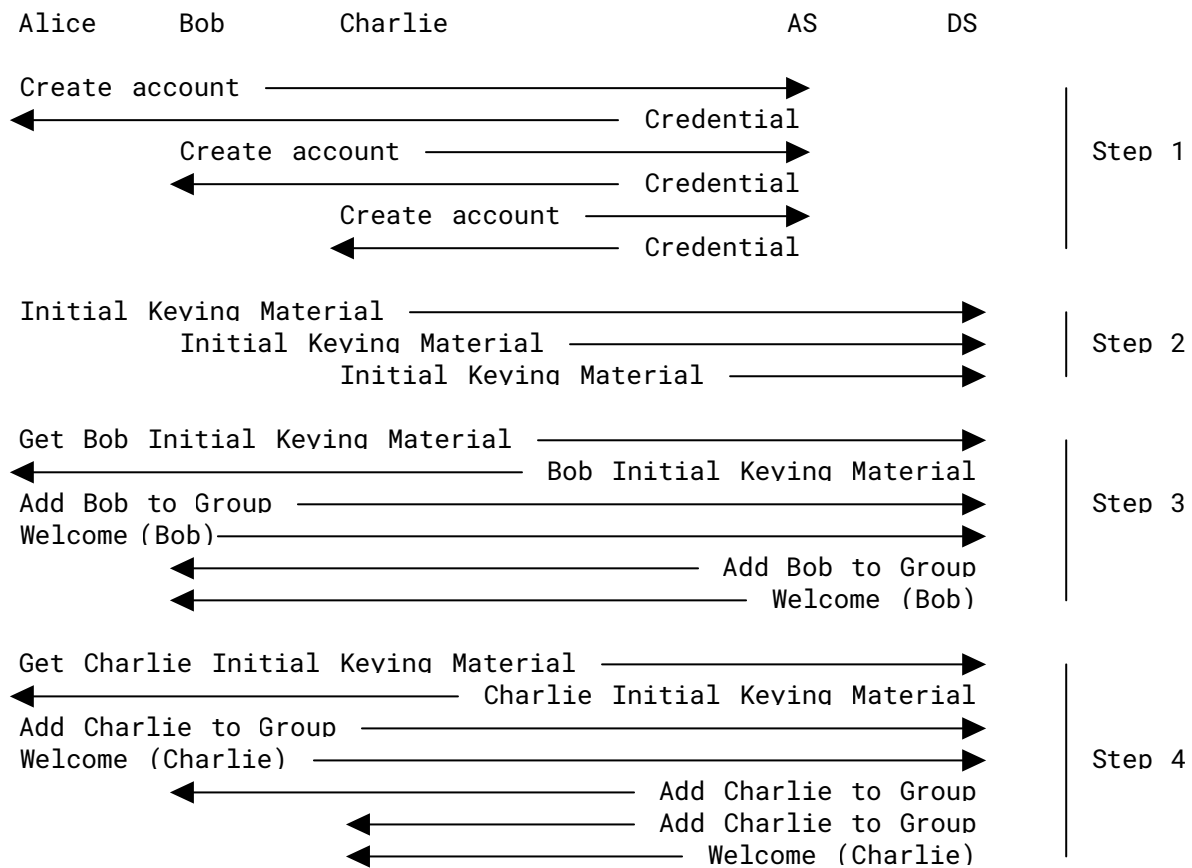 Alice Bob Charlie AS DS
Create account
Credential
Create account Step 1
Credential
Create account
Credential
Initial Keying Material
Initial Keying Material Step 2
Initial Keying Material
Get Bob Initial Keying Material
Bob Initial Keying Material
Add Bob to Group Step 3
Welcome (Bob)
Add Bob to Group
Welcome (Bob)
Get Charlie Initial Keying Material
Charlie Initial Keying Material
Add Charlie to Group
Welcome (Charlie) Step 4
Add Charlie to Group
Add Charlie to Group
Welcome (Charlie)